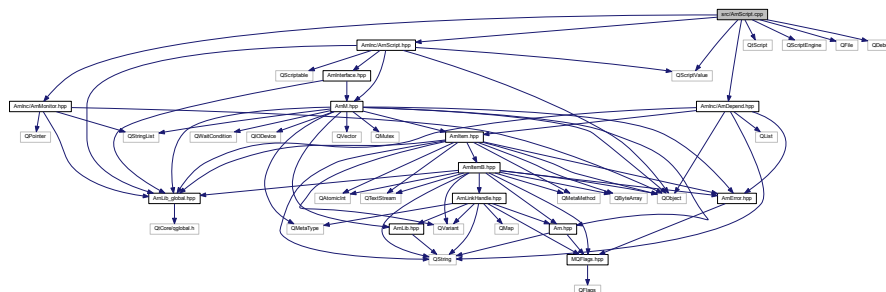 src/AmScript.cpp
AmInc/AmScript.hpp
QtScript
QScriptEngine
QFile
QDeb
QScriptable
AmInterface.hpp
QScriptValue
AmInc/AmMonitor.hpp
AmM.hpp
AmInc/AmDepend.hpp
QPointer
QStringList
QWaitCondition
QIODevice
QVector
QMutex
AmItem.hpp
QList
AmItemB.hpp
AmLib_global.hpp
QAtomicInt
QTextStream
AmLinkHandle.hpp
QMetaMethod
QByteArray
QObject
AmError.hpp
QtCore/qglobal.h
QMetaType
AmLib.hpp
QVariant
QMap
Am.hpp
QString
MQFlags.hpp
QFlags